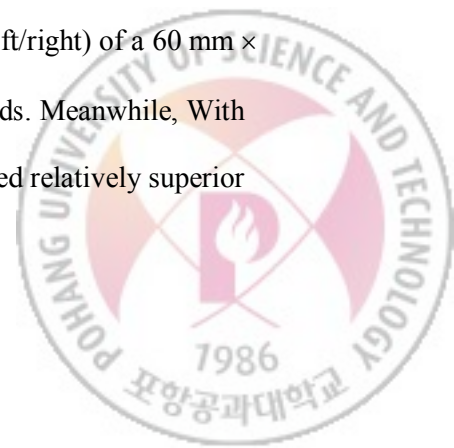 ft/right) of a 60 mm ×
ds. Meanwhile, With
ed relatively superior
POHANG UNIVERSITY OF SCIENCE AND TECHNOLOGY
1986
포항공과대학교